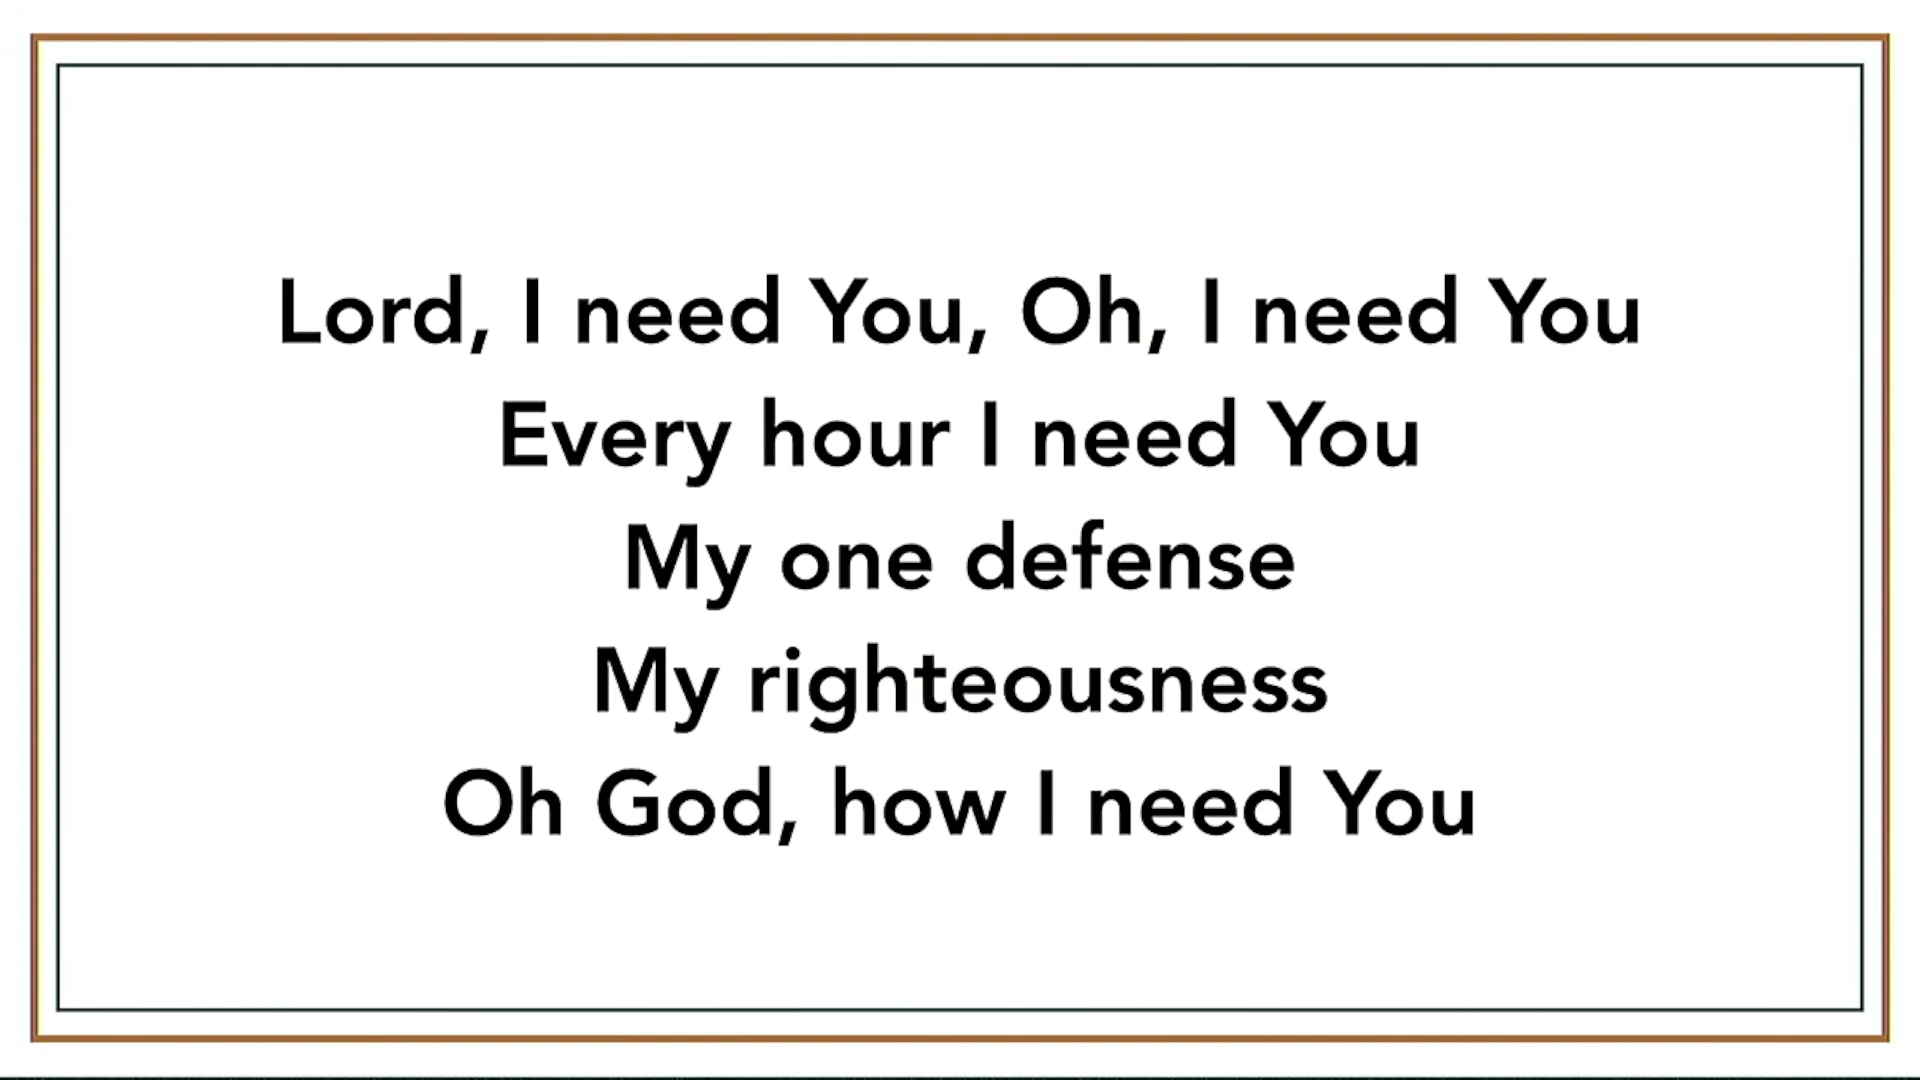 Lord, I need You, Oh, I need You
Every hour I need You
My one defense
My righteousness
Oh God, how I need You